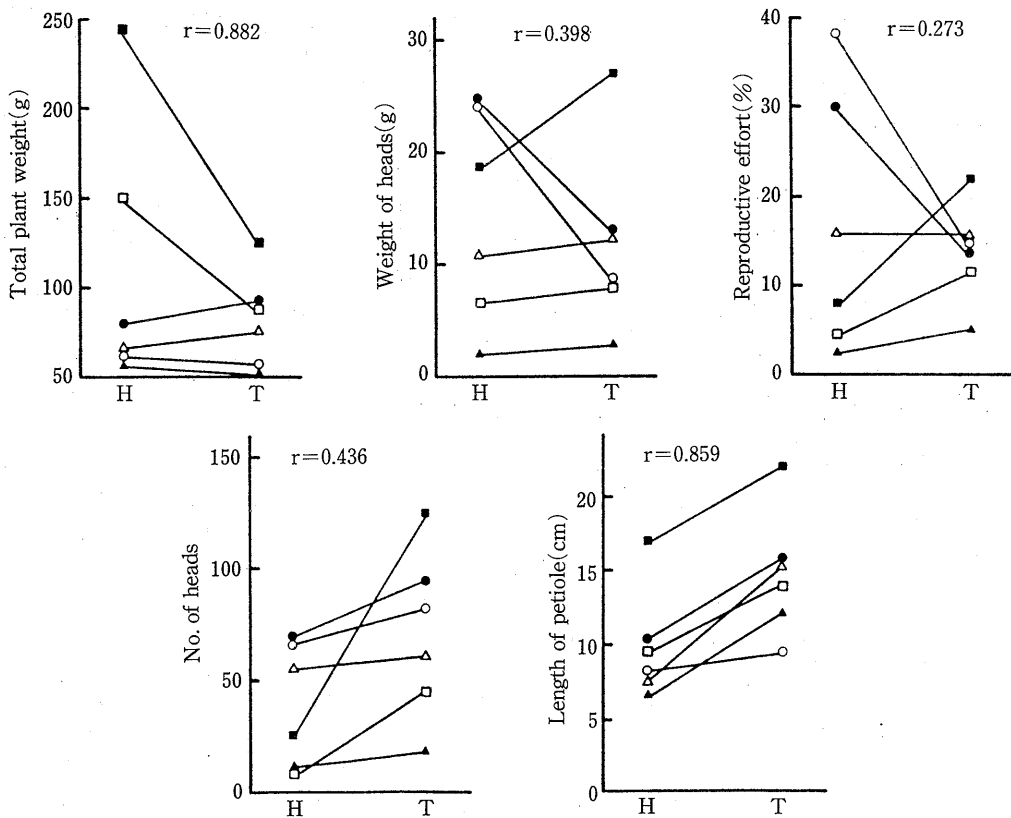 Total plant weight(g)
250
200
150
100
50
r=0.882
H T
Weight of heads(g)
30
20
10
0
r=0.398
H T
Reproductive effort(%)
40
30
20
10
0
r=0.273
H T
No. of heads
150
100
50
0
r=0.436
H T
Length of petiole(cm)
20
15
10
5
0
r=0.859
H T